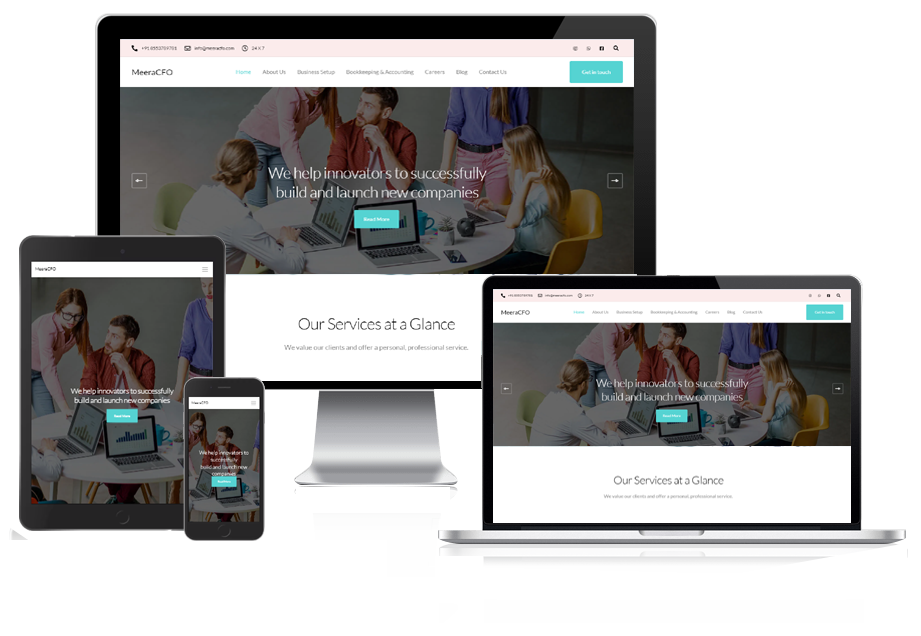 info@meeracfo.com
24 X 7
MeeraCFO
Home About Us Business Setup Bookkeeping & Accounting Careers Blog Contact Us
Get in touch
We help innovators to successfully
build and launch new companies
Read More
Our Services at a Glance
We value our clients and offer a personal, professional service.
MeeraCFO
We help innovators to successfully
build and launch new companies
Read More
MeeraCFO
We help innovators to
successfully
build and launch new
companies
Read More
info@meeracfo.com
24 X 7
MeeraCFO
Home About Us Business Setup Bookkeeping & Accounting Careers Blog Contact Us
Get in touch
We help innovators to successfully
build and launch new companies
Read More
Our Services at a Glance
We value our clients and offer a personal, professional service.